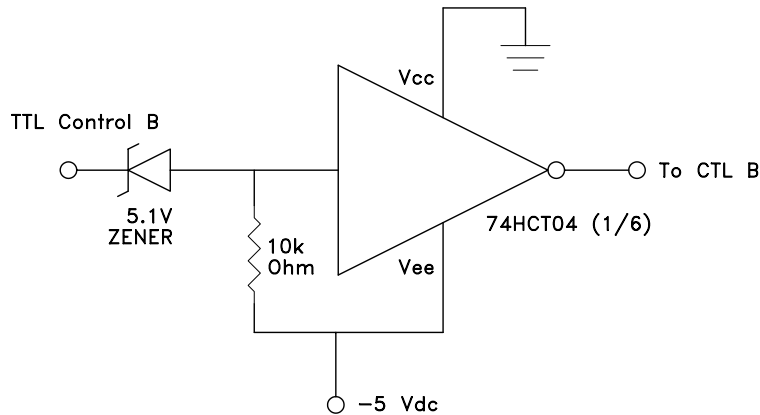 Vcc
TTL Control B
To CTL B
5.1V
ZENER
74HCT04 (1/6)
10k
Ohm
Vee
-5 Vdc